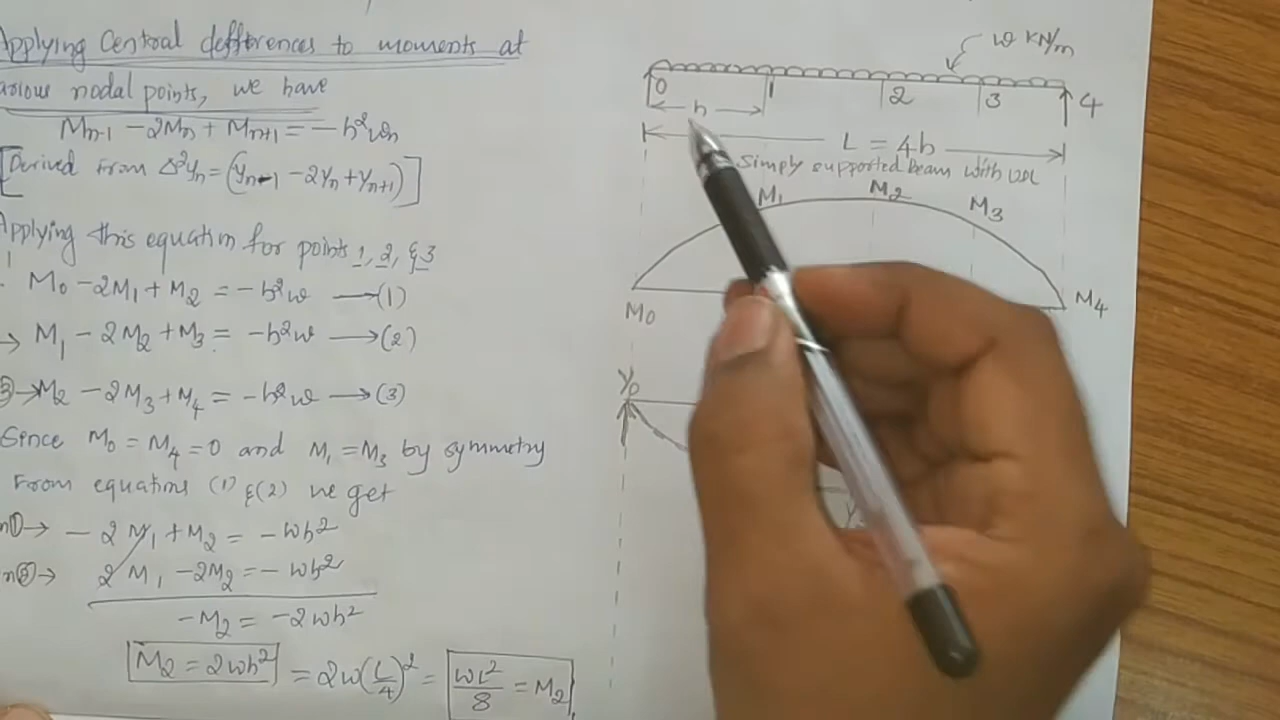 Applying Central defferences to moments at
arious nodal points, we have
Mn-1 - 2Mn + Mn+1 = -h²wn
[Derived from Δ²yn = (yn-1 - 2yn + yn+1)]
Applying this equation for points 1, 2, & 3
M0 - 2M1 + M2 = -h²w → (1)
→ M1 - 2M2 + M3 = -h²w → (2)
③ → M2 - 2M3 + M4 = -h²w → (3)
Since M0 = M4 = 0 and M1 = M3 by symmetry
From equations (1) & (2) we get
n① → - 2M1 + M2 = -wh²
n② → 2M1 - 2M2 = -wh²
-M2 = -2wh²
M2 = 2wh² = 2w(L/4)² = wL²/8 = M2
w KN/m
0 1 2 3 4
h
L = 4h
Simply supported beam with UDL
M1 M2 M3
M0 M4
Y0